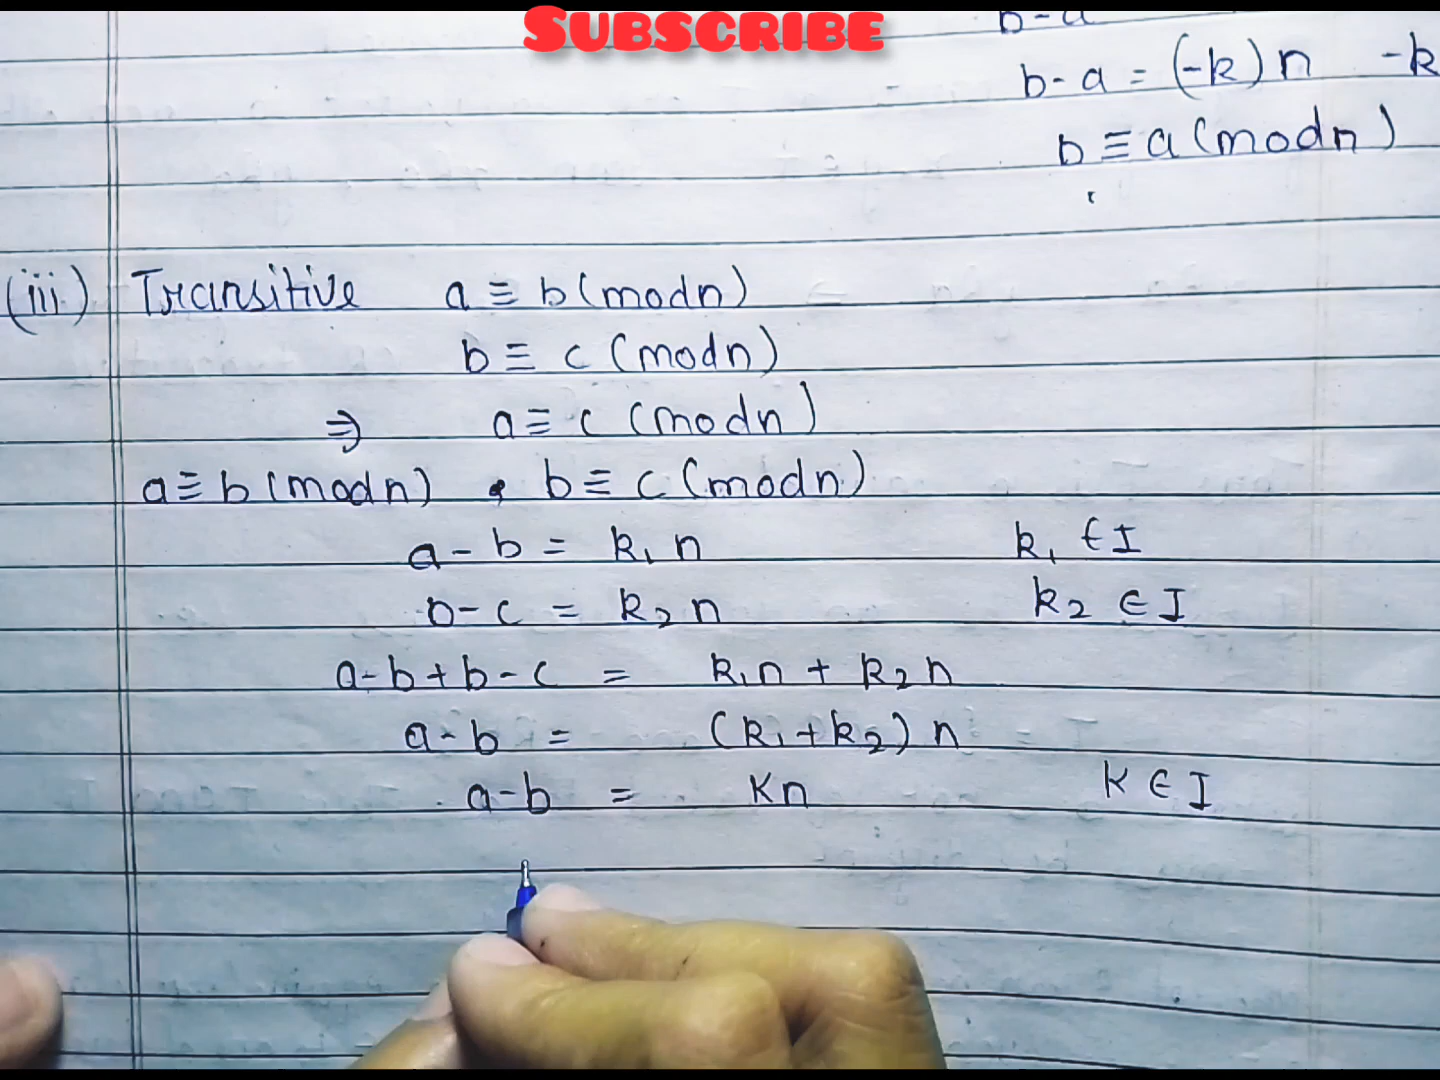 SUBSCRIBE
b-a
b-a = (-k)n -k
b ≡ a (mod n)
(iii) Transitive a ≡ b (mod n)
b ≡ c (mod n)
⇒ a ≡ c (mod n)
a ≡ b (mod n) , b ≡ c (mod n)
a - b = k₁ n k₁ ∈ I
b - c = k₂ n k₂ ∈ I
a - b + b - c = k₁n + k₂n
a - b = (k₁ + k₂) n
a - b = Kn K ∈ I